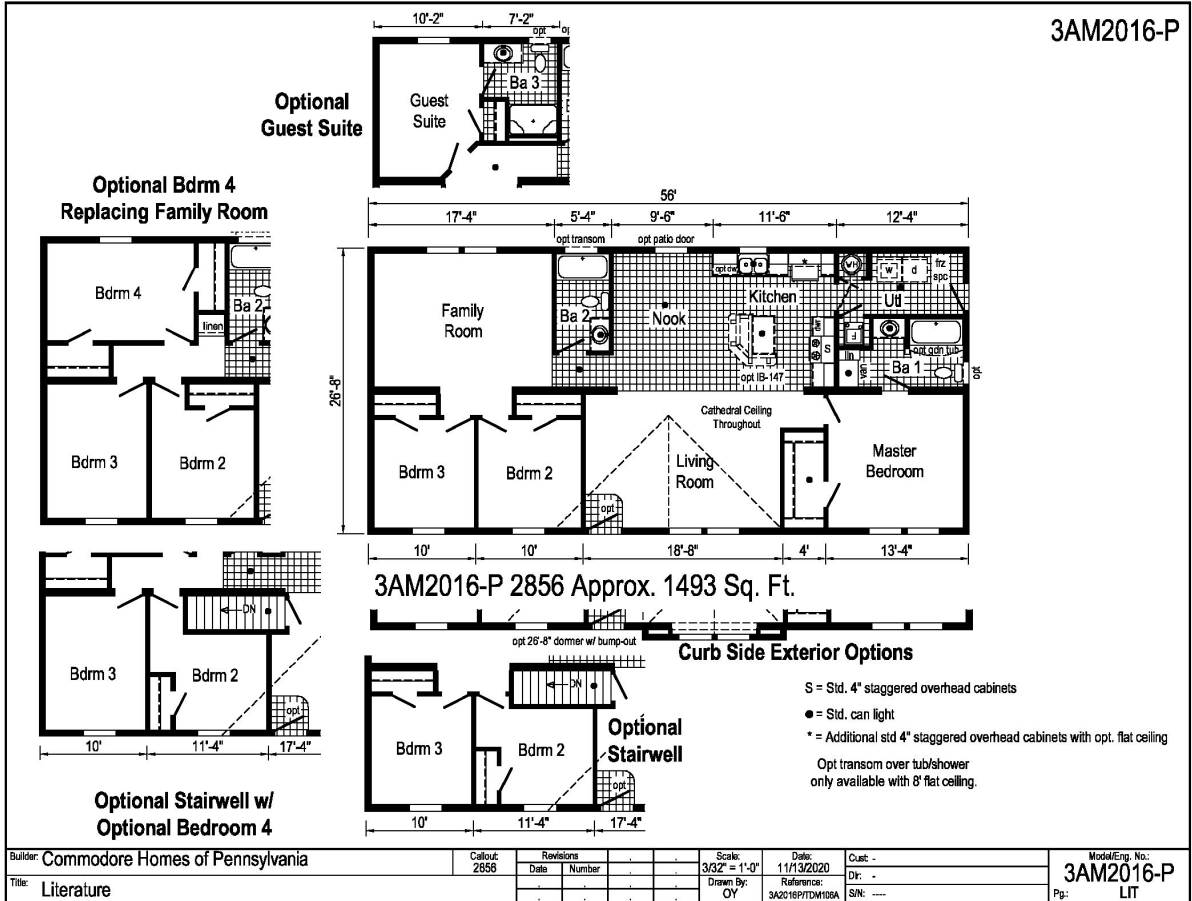 3AM2016-P
10'-2"
7'-2"
opt
Ba 3
Guest
Suite
Optional
Guest Suite
Optional Bdrm 4
Replacing Family Room
Bdrm 4
linen
Ba 2
Bdrm 3
Bdrm 2
56'
17'-4"
5'-4"
9'-6"
11'-6"
12'-4"
opt transom
opt patio door
26'-8"
Family
Room
Ba 2
Nook
opt dw
*
Kitchen
opt IB-147
S
WH
w
d
frz
spc
Utl
F
opt gdn tub
Ba 1
van
opt
Cathedral Ceiling
Throughout
Bdrm 3
Bdrm 2
opt
Living
Room
Master
Bedroom
10'
10'
18'-8"
4'
13'-4"
3AM2016-P 2856 Approx. 1493 Sq. Ft.
opt 26'-8" dormer w/ bump-out
Curb Side Exterior Options
DN
Bdrm 3
Bdrm 2
opt
10'
11'-4"
17'-4"
Optional Stairwell w/
Optional Bedroom 4
DN
Bdrm 3
Bdrm 2
opt
Optional
Stairwell
10'
11'-4"
17'-4"
S = Std. 4" staggered overhead cabinets
● = Std. can light
* = Additional std 4" staggered overhead cabinets with opt. flat ceiling
Opt transom over tub/shower
only available with 8' flat ceiling.
Builder: Commodore Homes of Pennsylvania
Title: Literature
Callout:
2856
Revisions
Date Number
Scale:
3/32" = 1'-0"
Drawn By:
OY
Date:
11/13/2020
Reference:
3A2016P/TDM106A
Cust: -
Dir: -
S/N: ----
Model/Eng. No.:
3AM2016-P
Pg.: LIT